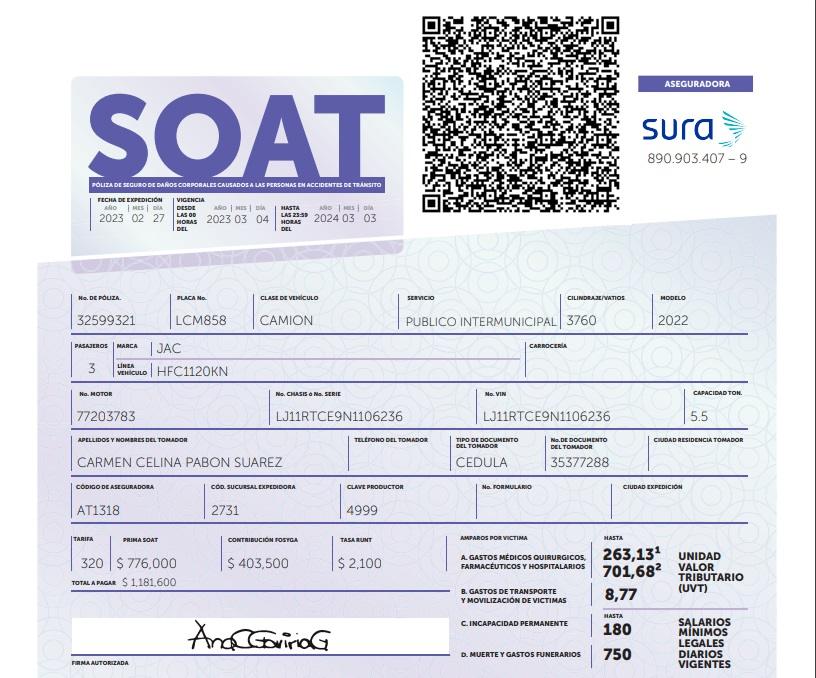 SOAT
PÓLIZA DE SEGURO DE DAÑOS CORPORALES CAUSADOS A LAS PERSONAS EN ACCIDENTES DE TRÁNSITO
FECHA DE EXPEDICIÓN
AÑO MES DÍA
2023 02 27
VIGENCIA
DESDE
LAS 00
HORAS
DEL
AÑO MES DÍA
2023 03 04
HASTA
LAS 23:59
HORAS
DEL
AÑO MES DÍA
2024 03 03
ASEGURADORA
sura
890.903.407 – 9
No. DE PÓLIZA. PLACA No. CLASE DE VEHÍCULO SERVICIO CILINDRAJE/VATIOS MODELO
32599321 LCM858 CAMION PUBLICO INTERMUNICIPAL 3760 2022
PASAJEROS MARCA JAC CARROCERÍA
3
LÍNEA
VEHÍCULO HFC1120KN
No. MOTOR No. CHASIS ó No. SERIE No. VIN CAPACIDAD TON.
77203783 LJ11RTCE9N1106236 LJ11RTCE9N1106236 5.5
APELLIDOS Y NOMBRES DEL TOMADOR TELÉFONO DEL TOMADOR TIPO DE DOCUMENTO DEL TOMADOR No.DE DOCUMENTO DEL TOMADOR CIUDAD RESIDENCIA TOMADOR
CARMEN CELINA PABON SUAREZ CEDULA 35377288
CÓDIGO DE ASEGURADORA CÓD. SUCURSAL EXPEDIDORA CLAVE PRODUCTOR No. FORMULARIO CIUDAD EXPEDICIÓN
AT1318 2731 4999
TARIFA PRIMA SOAT CONTRIBUCIÓN FOSYGA TASA RUNT
320 $ 776,000 $ 403,500 $ 2,100
TOTAL A PAGAR $ 1,181,600
FIRMA AUTORIZADA
AMPAROS POR VICTIMA HASTA
A. GASTOS MÉDICOS QUIRURGICOS,
FARMACÉUTICOS Y HOSPITALARIOS
263,13¹
701,68²
B. GASTOS DE TRANSPORTE
Y MOVILIZACIÓN DE VICTIMAS
8,77
UNIDAD
VALOR
TRIBUTARIO
(UVT)
HASTA
C. INCAPACIDAD PERMANENTE 180
D. MUERTE Y GASTOS FUNERARIOS 750
SALARIOS
MÍNIMOS
LEGALES
DIARIOS
VIGENTES